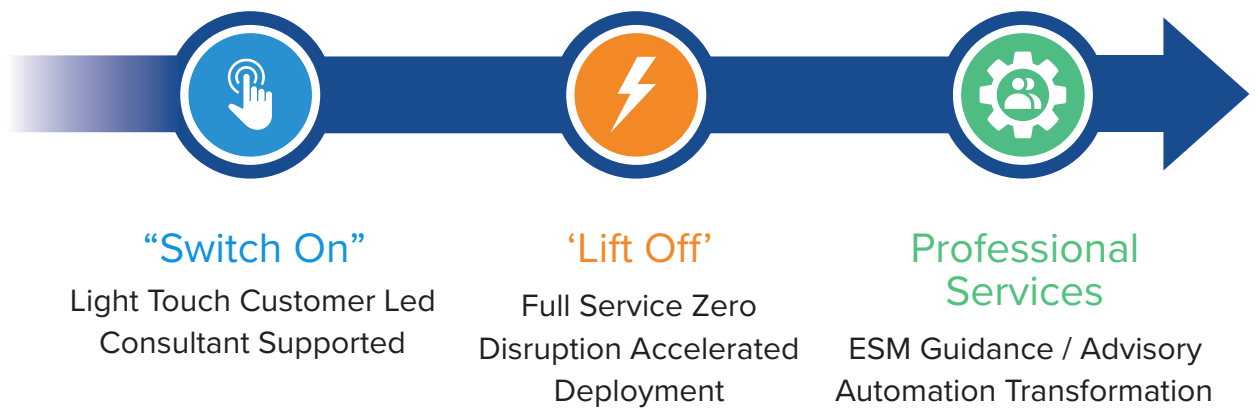 “Switch On”
Light Touch Customer Led
Consultant Supported
‘Lift Off’
Full Service Zero
Disruption Accelerated
Deployment
Professional
Services
ESM Guidance / Advisory
Automation Transformation